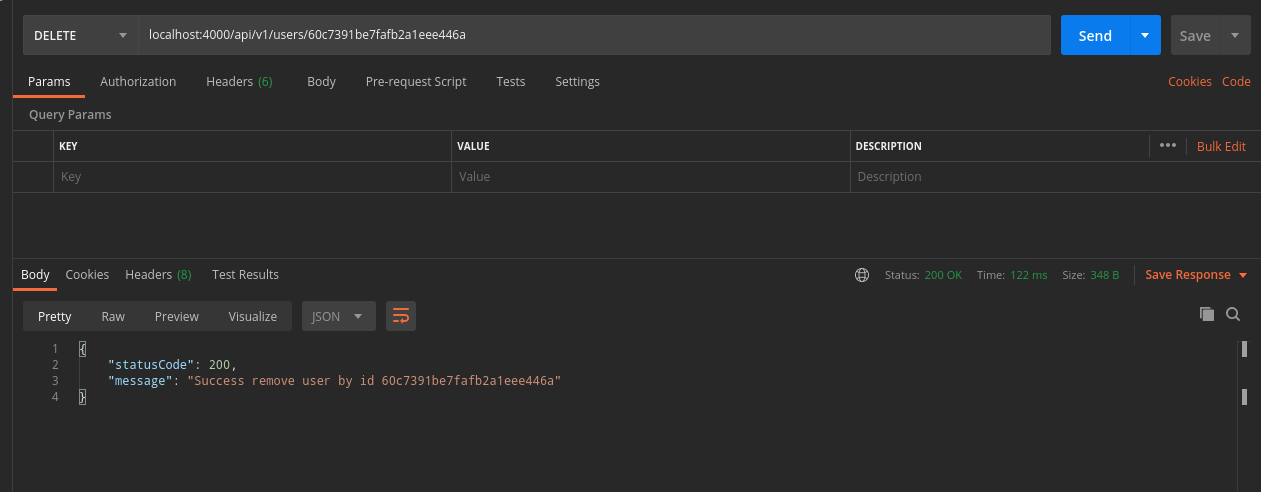 DELETE localhost:4000/api/v1/users/60c7391be7fafb2a1eee446a Send Save
Params Authorization Headers (6) Body Pre-request Script Tests Settings Cookies Code
Query Params
KEY VALUE DESCRIPTION ••• Bulk Edit
Key Value Description
Body Cookies Headers (8) Test Results Status: 200 OK Time: 122 ms Size: 348 B Save Response
Pretty Raw Preview Visualize JSON
1 {
2 "statusCode": 200,
3 "message": "Success remove user by id 60c7391be7fafb2a1eee446a"
4 }